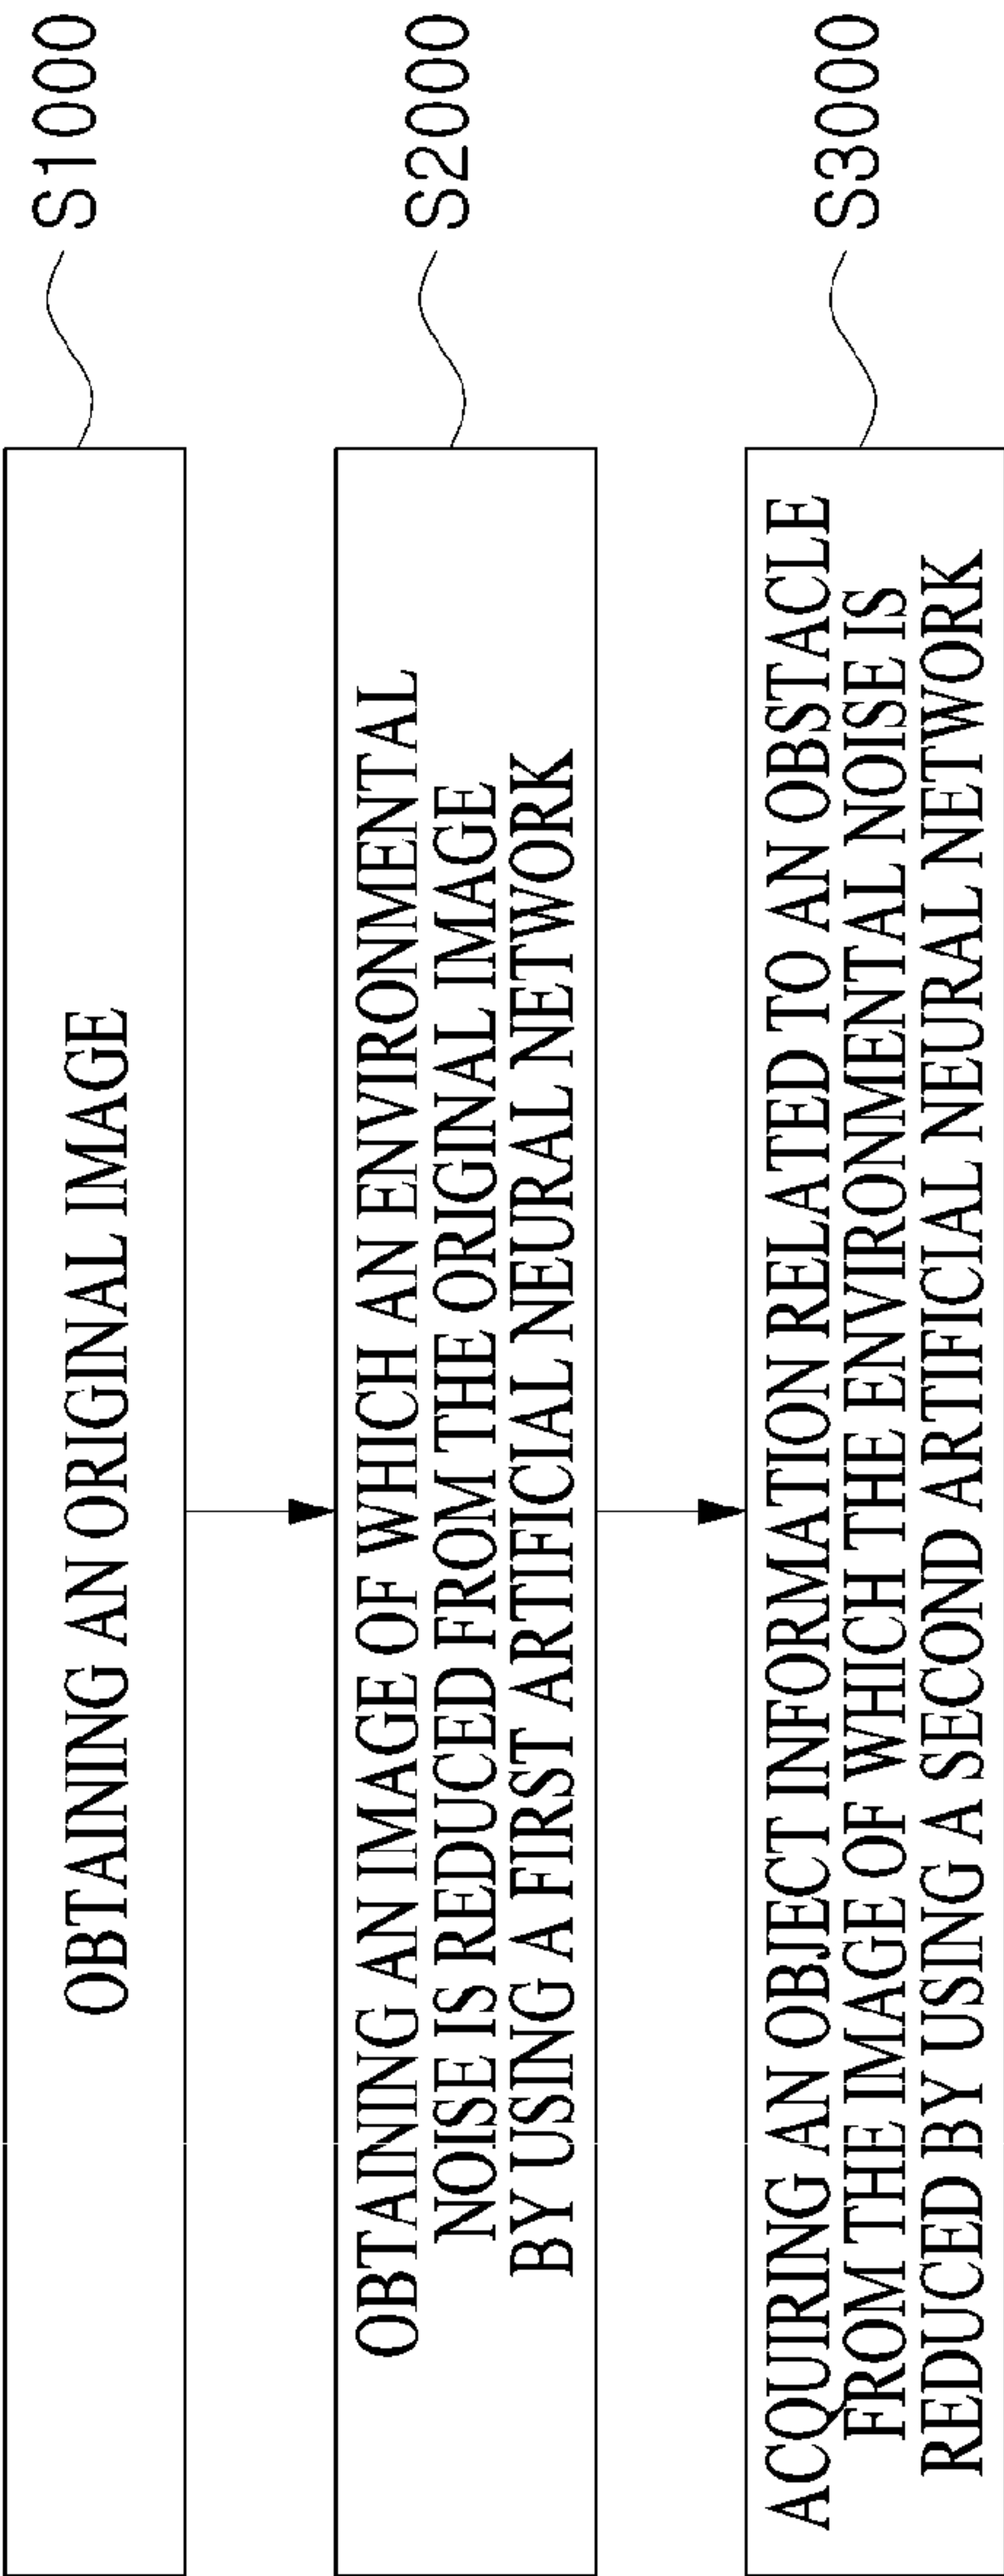 OBTAINING AN ORIGINAL IMAGE
S1000
OBTAINING AN IMAGE OF WHICH AN ENVIRONMENTAL
NOISE IS REDUCED FROM THE ORIGINAL IMAGE
BY USING A FIRST ARTIFICIAL NEURAL NETWORK
S2000
ACQUIRING AN OBJECT INFORMATION RELATED TO AN OBSTACLE
FROM THE IMAGE OF WHICH THE ENVIRONMENTAL NOISE IS
REDUCED BY USING A SECOND ARTIFICIAL NEURAL NETWORK
S3000